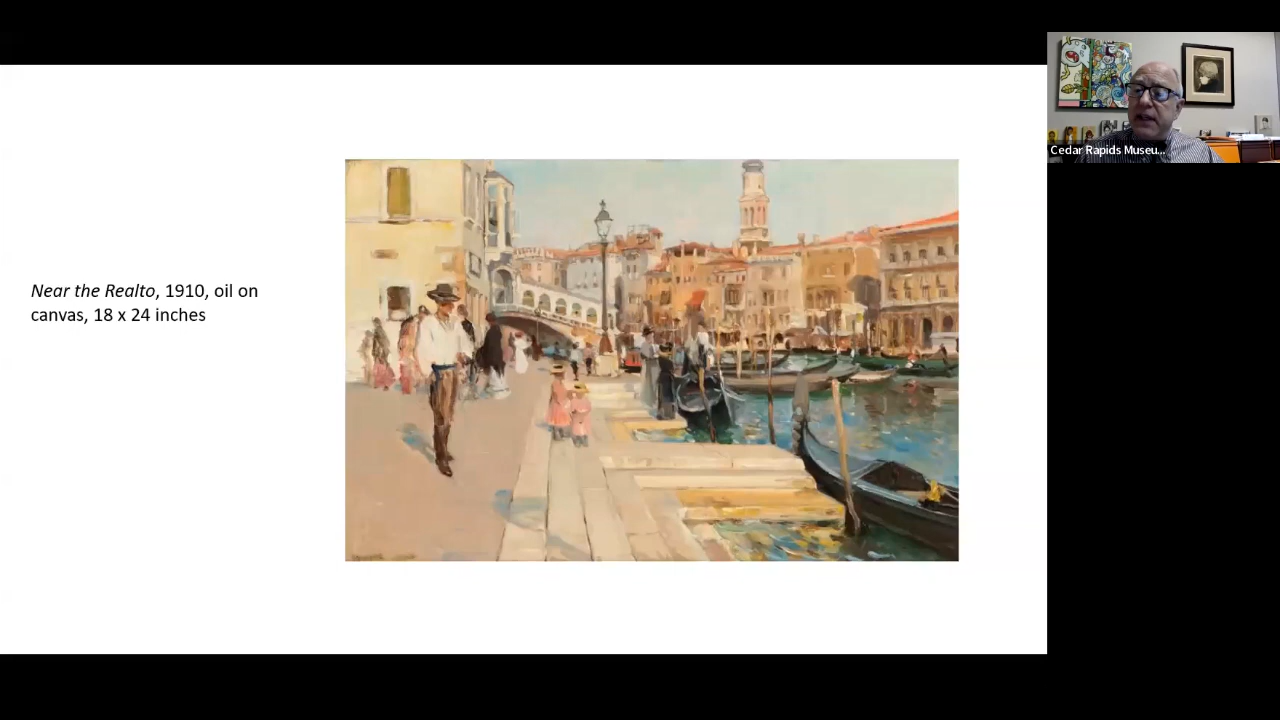 Near the Realto, 1910, oil on
canvas, 18 x 24 inches
Cedar Rapids Museu...